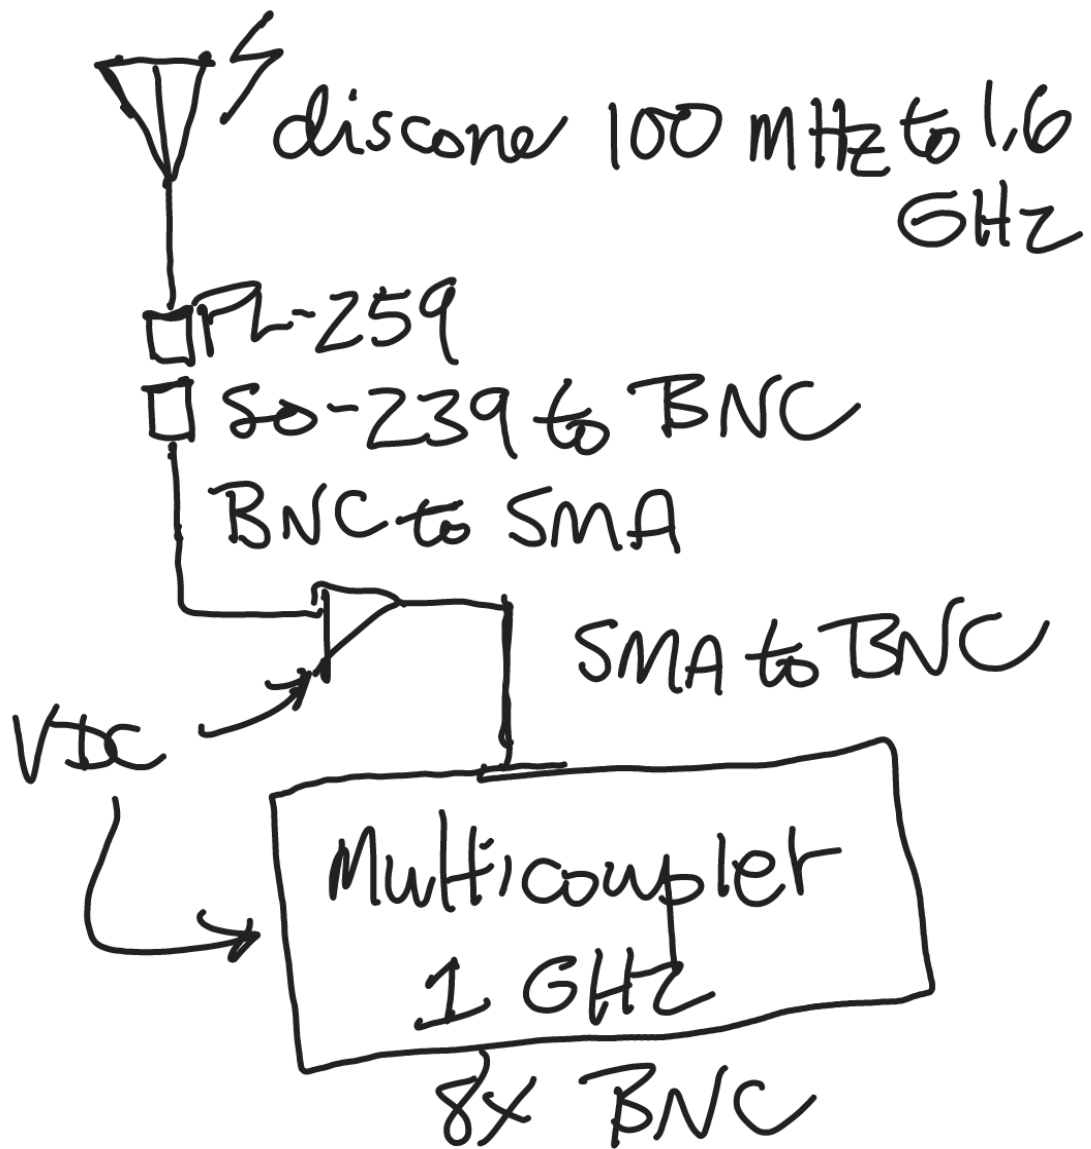 discone 100 MHz to 1.6
GHz
PL-259
SO-239 to BNC
BNC to SMA
SMA to BNC
VDC
Multicoupler
1 GHz
8x BNC